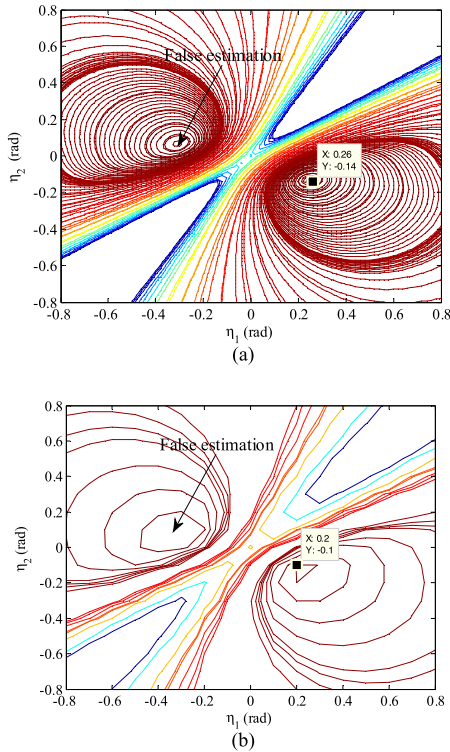 0.8
0.6
0.4
0.2
0
-0.2
-0.4
-0.6
-0.8
η2 (rad)
False estimation
X: 0.26
Y: -0.14
-0.8 -0.6 -0.4 -0.2 0 0.2 0.4 0.6 0.8
η1 (rad)
(a)
0.8
0.6
0.4
0.2
0
-0.2
-0.4
-0.6
-0.8
η2 (rad)
False estimation
X: 0.2
Y: -0.1
-0.8 -0.6 -0.4 -0.2 0 0.2 0.4 0.6 0.8
η1 (rad)
(b)